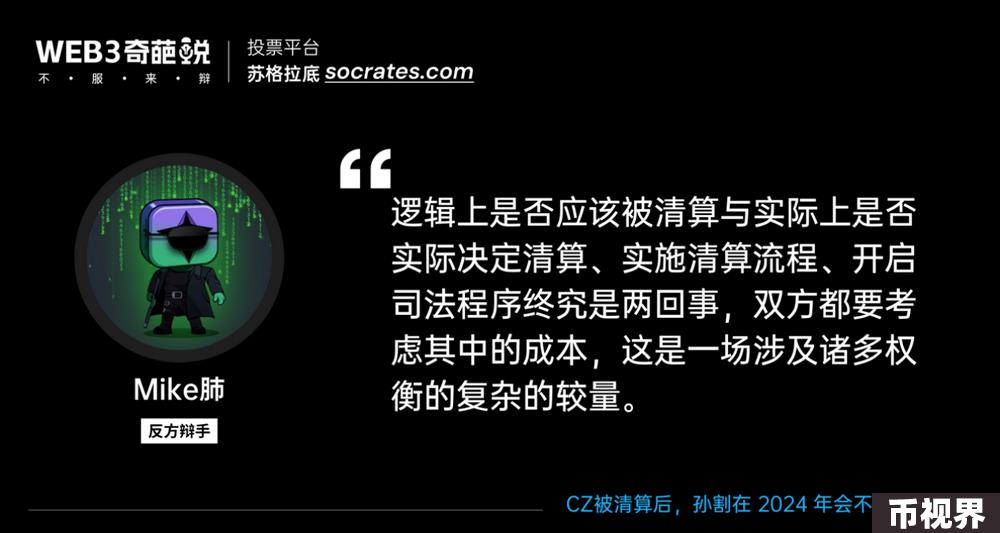 WEB3奇葩说
不·服·来·辩
投票平台
苏格拉底 socrates.com
逻辑上是否应该被清算与实际上是否
实际决定清算、实施清算流程、开启
司法程序终究是两回事，双方都要考
虑其中的成本，这是一场涉及诸多权
衡的复杂的较量。
Mike肺
反方辩手
CZ被清算后，孙割在 2024 年会不
币视界